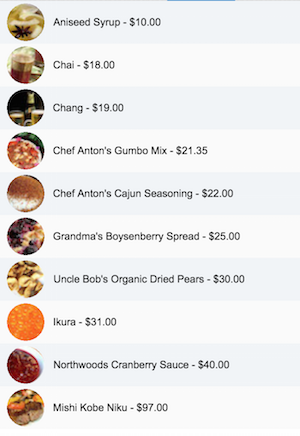 Aniseed Syrup - $10.00
Chai - $18.00
Chang - $19.00
Chef Anton's Gumbo Mix - $21.35
Chef Anton's Cajun Seasoning - $22.00
Grandma's Boysenberry Spread - $25.00
Uncle Bob's Organic Dried Pears - $30.00
Ikura - $31.00
Northwoods Cranberry Sauce - $40.00
Mishi Kobe Niku - $97.00